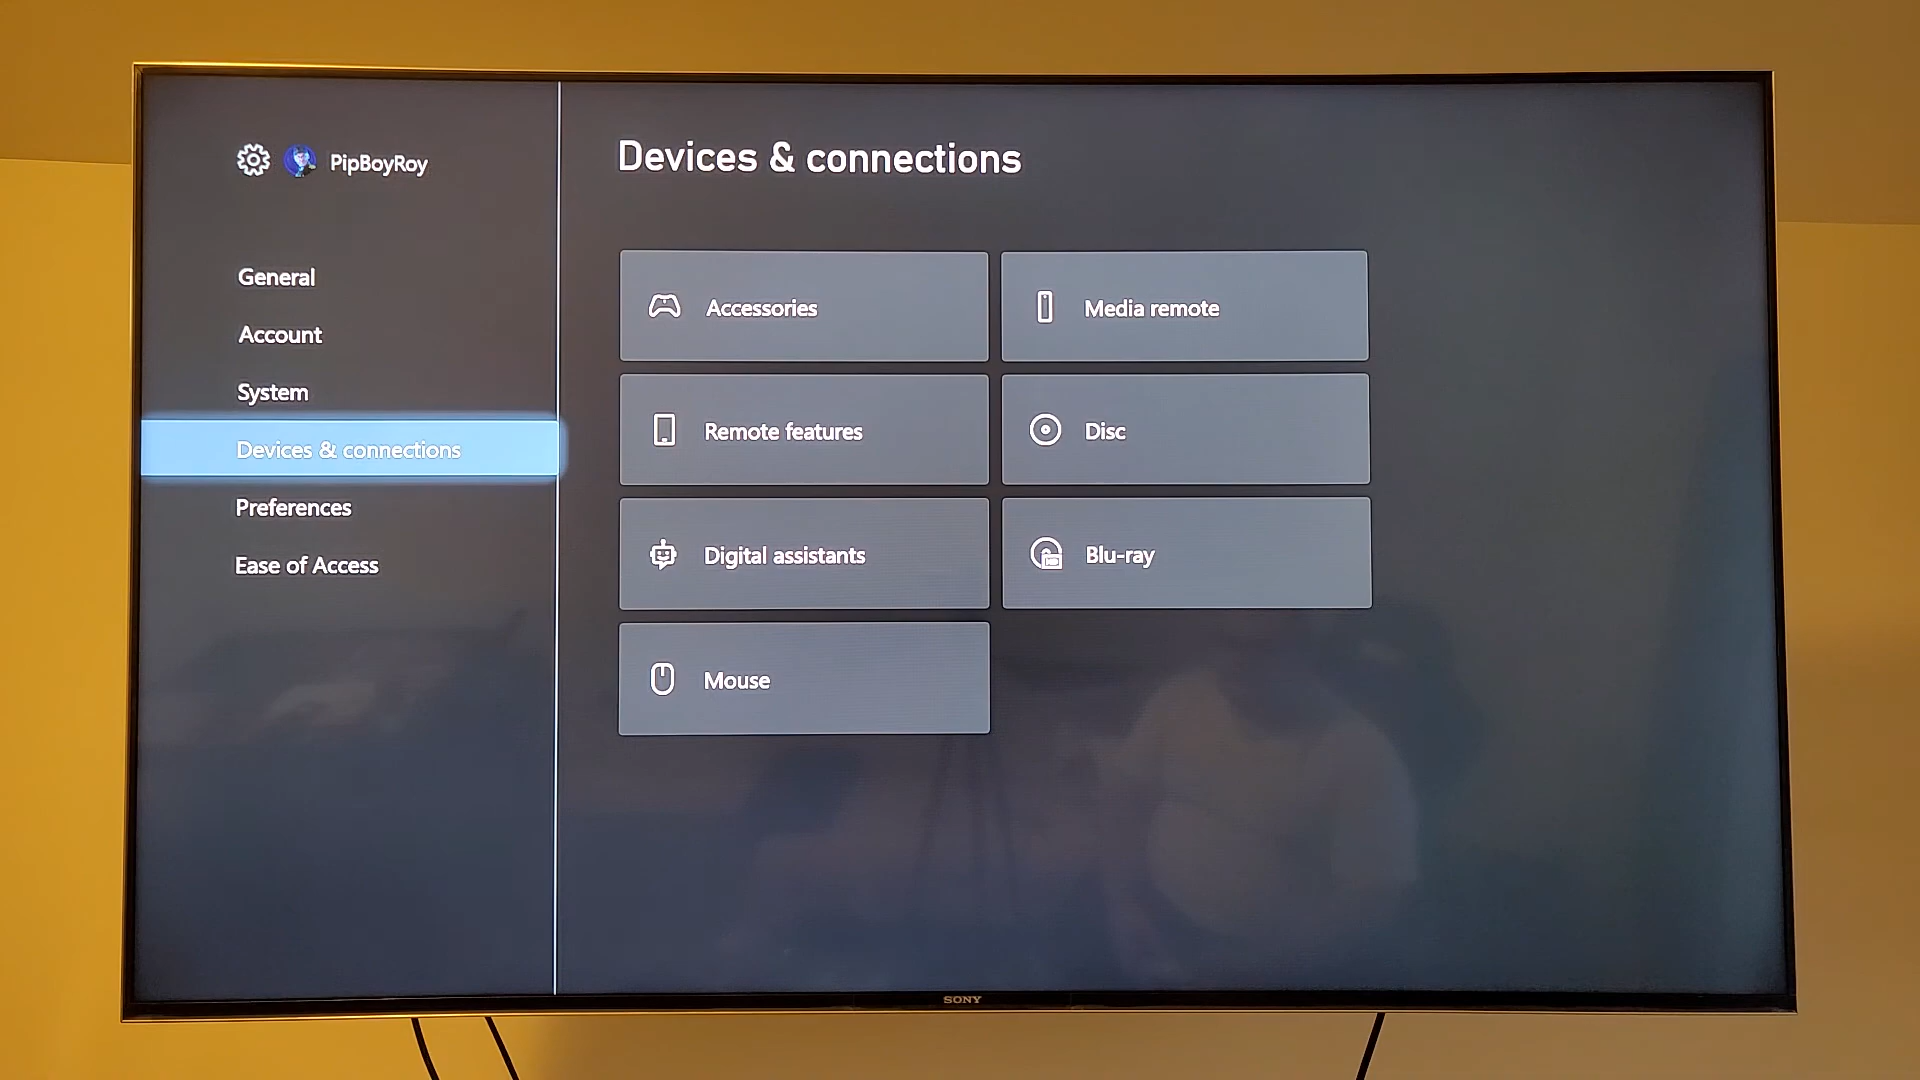 PipBoyRoy
General
Account
System
Devices & connections
Preferences
Ease of Access
Devices & connections
Accessories
Media remote
Remote features
Disc
Digital assistants
Blu-ray
Mouse
SONY